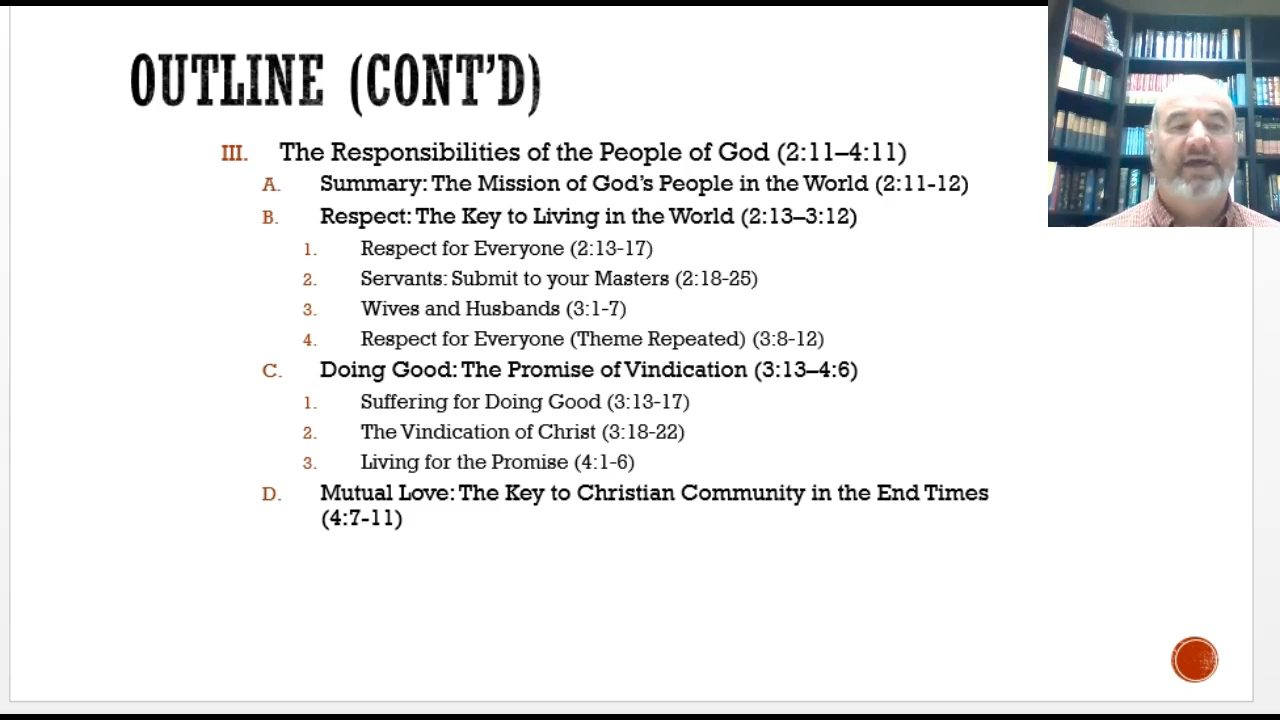 OUTLINE (CONT'D)
III. The Responsibilities of the People of God (2:11–4:11)
A. Summary: The Mission of God's People in the World (2:11-12)
B. Respect: The Key to Living in the World (2:13–3:12)
1. Respect for Everyone (2:13-17)
2. Servants: Submit to your Masters (2:18-25)
3. Wives and Husbands (3:1-7)
4. Respect for Everyone (Theme Repeated) (3:8-12)
C. Doing Good: The Promise of Vindication (3:13–4:6)
1. Suffering for Doing Good (3:13-17)
2. The Vindication of Christ (3:18-22)
3. Living for the Promise (4:1-6)
D. Mutual Love: The Key to Christian Community in the End Times
(4:7-11)